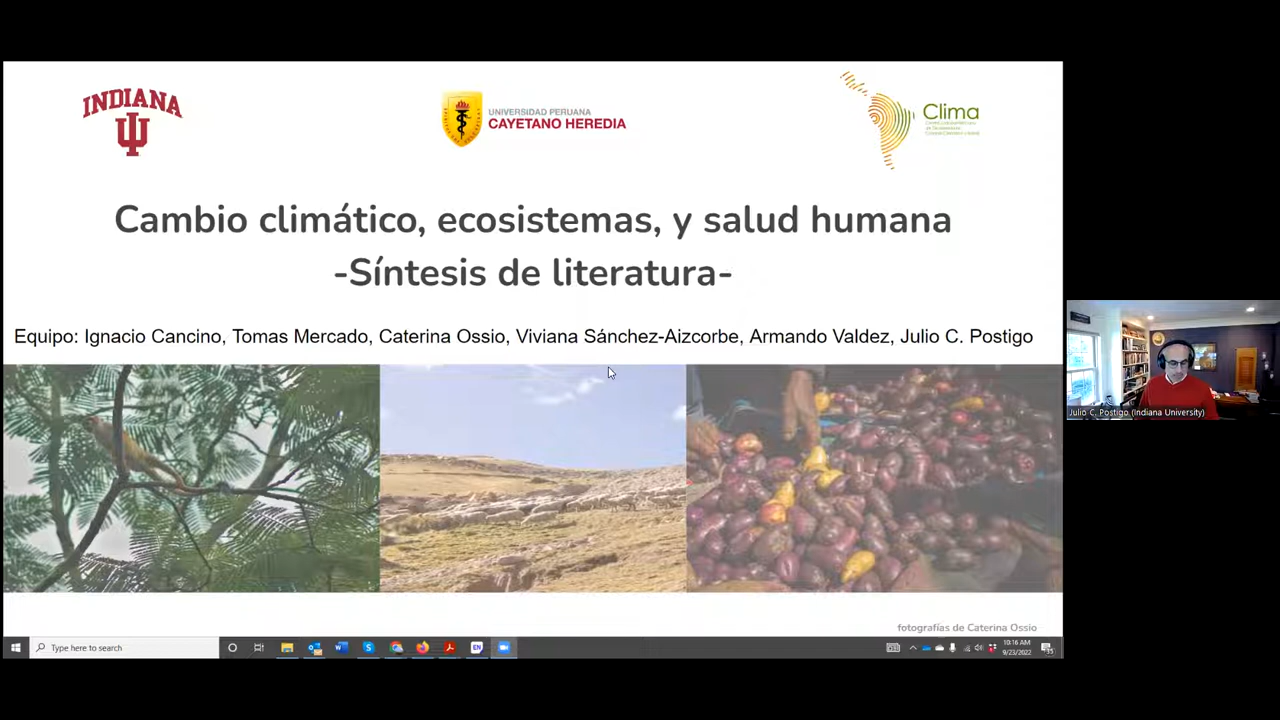 INDIANA
UNIVERSIDAD PERUANA
CAYETANO HEREDIA
Clima
Cambio climático, ecosistemas, y salud humana
-Síntesis de literatura-
Equipo: Ignacio Cancino, Tomas Mercado, Caterina Ossio, Viviana Sánchez-Aizcorbe, Armando Valdez, Julio C. Postigo
Julio C. Postigo (Indiana University)
fotografías de Caterina Ossio
Type here to search
EN
10:16 AM
9/23/2022